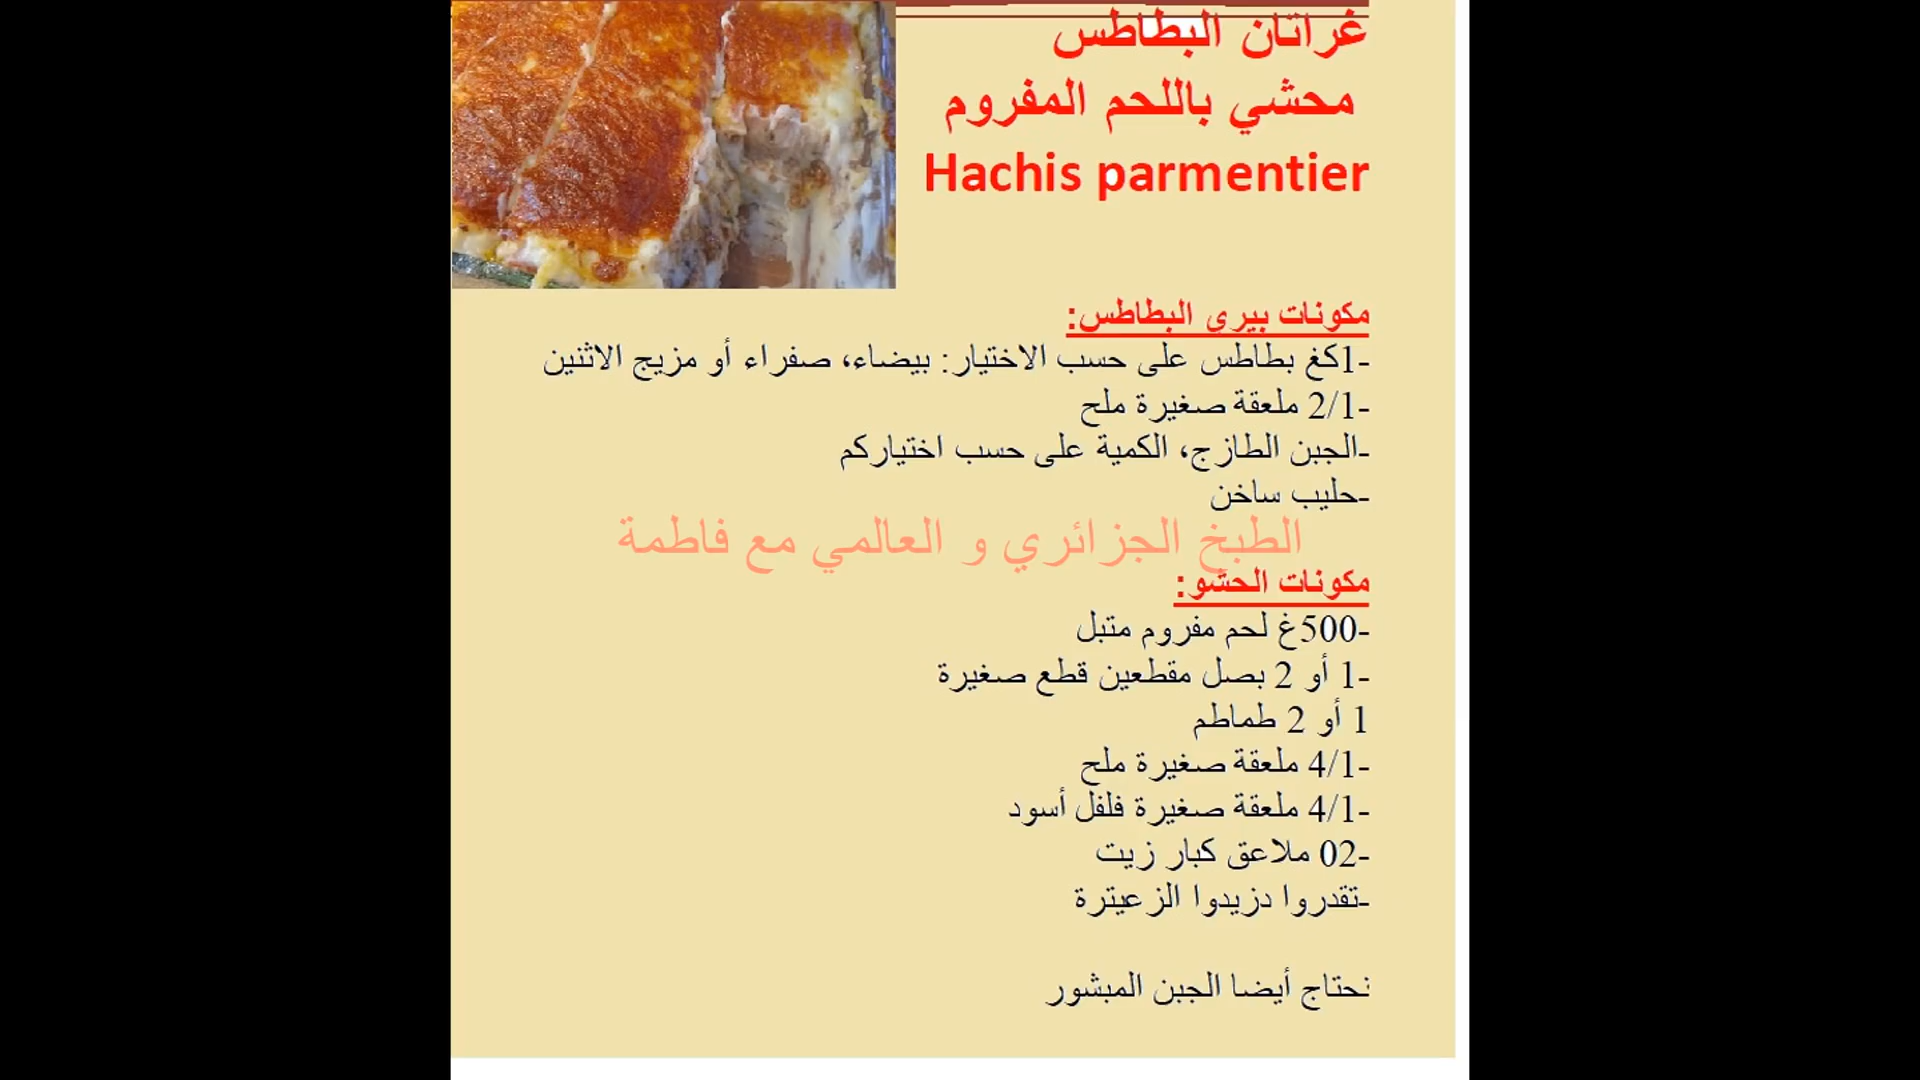 غراتان البطاطس
محشي باللحم المفروم
Hachis parmentier
مكونات بيري البطاطس:
-1كغ بطاطس على حسب الاختيار: بيضاء، صفراء أو مزيج الاثنين
-2/1 ملعقة صغيرة ملح
-الجبن الطازج، الكمية على حسب اختياركم
-حليب ساخن
الطبخ الجزائري و العالمي مع فاطمة
مكونات الحشو:
-500غ لحم مفروم متبل
-1 أو 2 بصل مقطعين قطع صغيرة
1 أو 2 طماطم
-4/1 ملعقة صغيرة ملح
-4/1 ملعقة صغيرة فلفل أسود
-02 ملاعق كبار زيت
-تقدروا دزيدوا الزعيترة
نحتاج أيضا الجبن المبشور